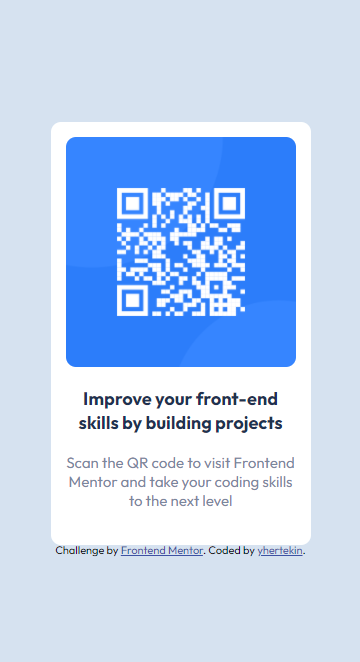 Improve your front-end
skills by building projects
Scan the QR code to visit Frontend
Mentor and take your coding skills
to the next level
Challenge by Frontend Mentor. Coded by yhertekin.